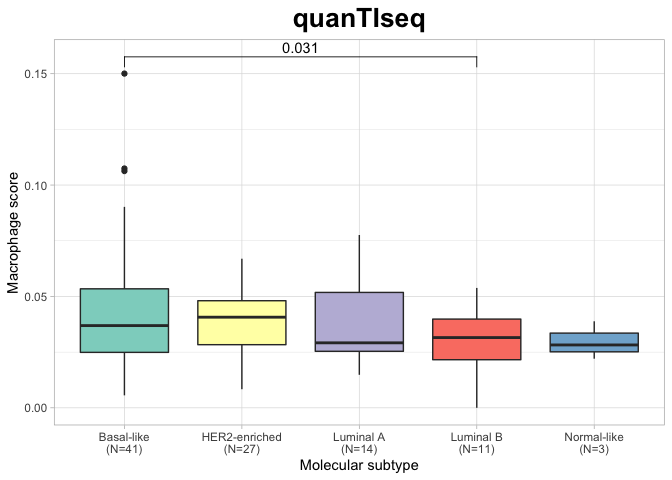 quanTIseq
0.031
0.15
0.10
0.05
0.00
Macrophage score
Basal-like
(N=41)
HER2-enriched
(N=27)
Luminal A
(N=14)
Luminal B
(N=11)
Normal-like
(N=3)
Molecular subtype